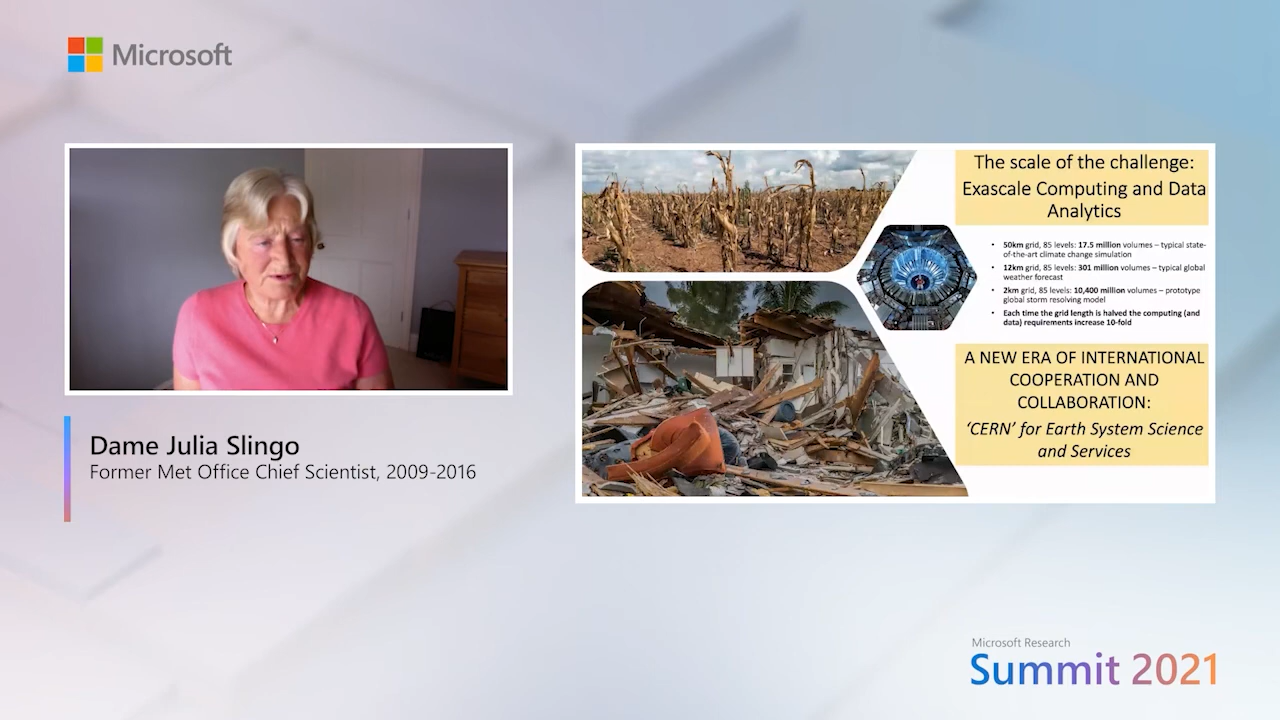 Microsoft
Dame Julia Slingo
Former Met Office Chief Scientist, 2009-2016
The scale of the challenge:
Exascale Computing and Data
Analytics
• 50km grid, 85 levels: 17.5 million volumes – typical state-
of-the-art climate change simulation
• 12km grid, 85 levels: 301 million volumes – typical global
weather forecast
• 2km grid, 85 levels: 10,400 million volumes – prototype
global storm resolving model
• Each time the grid length is halved the computing (and
data) requirements increase 10-fold
A NEW ERA OF INTERNATIONAL
COOPERATION AND
COLLABORATION:
‘CERN’ for Earth System Science
and Services
Microsoft Research
Summit 2021